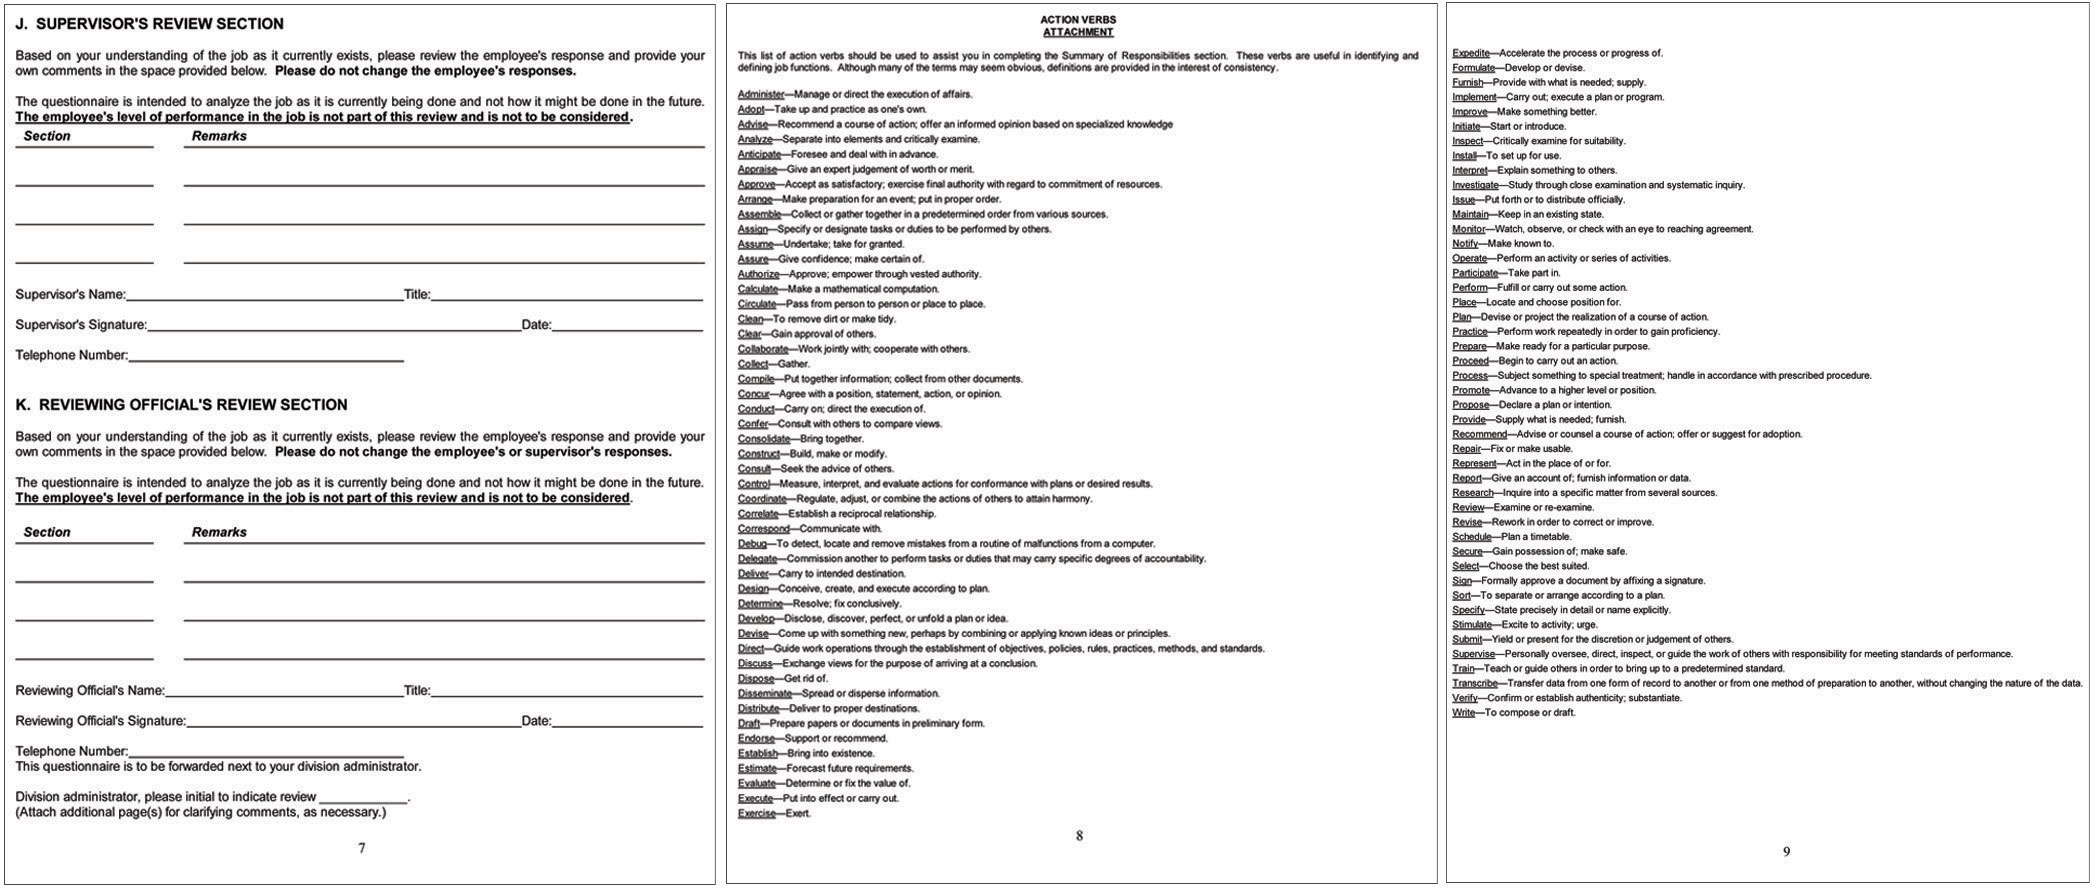 J. SUPERVISOR'S REVIEW SECTION
Based on your understanding of the job as it currently exists, please review the employee's response and provide your
own comments in the space provided below. Please do not change the employee's responses.
The questionnaire is intended to analyze the job as it is currently being done and not how it might be done in the future.
The employee's level of performance in the job is not part of this review and is not to be considered.
Section Remarks
Supervisor's Name: Title:
Supervisor's Signature: Date:
Telephone Number:
K. REVIEWING OFFICIAL'S REVIEW SECTION
Based on your understanding of the job as it currently exists, please review the employee's response and provide your
own comments in the space provided below. Please do not change the employee's or supervisor's responses.
The questionnaire is intended to analyze the job as it is currently being done and not how it might be done in the future.
The employee's level of performance in the job is not part of this review and is not to be considered.
Section Remarks
Reviewing Official's Name: Title:
Reviewing Official's Signature: Date:
Telephone Number:
This questionnaire is to be forwarded next to your division administrator.
Division administrator, please initial to indicate review ____________.
(Attach additional page(s) for clarifying comments, as necessary.)
7
ACTION VERBS
ATTACHMENT
This list of action verbs should be used to assist you in completing the Summary of Responsibilities section. These verbs are useful in identifying and
defining job functions. Although many of the terms may seem obvious, definitions are provided in the interest of consistency.
Administer—Manage or direct the execution of affairs.
Adopt—Take up and practice as one's own.
Advise—Recommend a course of action; offer an informed opinion based on specialized knowledge
Analyze—Separate into elements and critically examine.
Anticipate—Foresee and deal with in advance.
Appraise—Give an expert judgement of worth or merit.
Approve—Accept as satisfactory; exercise final authority with regard to commitment of resources.
Arrange—Make preparation for an event; put in proper order.
Assemble—Collect or gather together in a predetermined order from various sources.
Assign—Specify or designate tasks or duties to be performed by others.
Assume—Undertake; take for granted.
Assure—Give confidence; make certain of.
Authorize—Approve; empower through vested authority.
Calculate—Make a mathematical computation.
Circulate—Pass from person to person or place to place.
Clean—To remove dirt or make tidy.
Clear—Gain approval of others.
Collaborate—Work jointly with; cooperate with others.
Collect—Gather.
Compile—Put together information; collect from other documents.
Concur—Agree with a position, statement, action, or opinion.
Conduct—Carry on; direct the execution of.
Confer—Consult with others to compare views.
Consolidate—Bring together.
Construct—Build, make or modify.
Consult—Seek the advice of others.
Control—Measure, interpret, and evaluate actions for conformance with plans or desired results.
Coordinate—Regulate, adjust, or combine the actions of others to attain harmony.
Correlate—Establish a reciprocal relationship.
Correspond—Communicate with.
Debug—To detect, locate and remove mistakes from a routine of malfunctions from a computer.
Delegate—Commission another to perform tasks or duties that may carry specific degrees of accountability.
Deliver—Carry to intended destination.
Design—Conceive, create, and execute according to plan.
Determine—Resolve; fix conclusively.
Develop—Disclose, discover, perfect, or unfold a plan or idea.
Devise—Come up with something new, perhaps by combining or applying known ideas or principles.
Direct—Guide work operations through the establishment of objectives, policies, rules, practices, methods, and standards.
Discuss—Exchange views for the purpose of arriving at a conclusion.
Dispose—Get rid of.
Disseminate—Spread or disperse information.
Distribute—Deliver to proper destinations.
Draft—Prepare papers or documents in preliminary form.
Endorse—Support or recommend.
Establish—Bring into existence.
Estimate—Forecast future requirements.
Evaluate—Determine or fix the value of.
Execute—Put into effect or carry out.
Exercise—Exert.
8
Expedite—Accelerate the process or progress of.
Formulate—Develop or devise.
Furnish—Provide with what is needed; supply.
Implement—Carry out; execute a plan or program.
Improve—Make something better.
Initiate—Start or introduce.
Inspect—Critically examine for suitability.
Install—To set up for use.
Interpret—Explain something to others.
Investigate—Study through close examination and systematic inquiry.
Issue—Put forth or to distribute officially.
Maintain—Keep in an existing state.
Monitor—Watch, observe, or check with an eye to reaching agreement.
Notify—Make known to.
Operate—Perform an activity or series of activities.
Participate—Take part in.
Perform—Fulfill or carry out some action.
Place—Locate and choose position for.
Plan—Devise or project the realization of a course of action.
Practice—Perform work repeatedly in order to gain proficiency.
Prepare—Make ready for a particular purpose.
Proceed—Begin to carry out an action.
Process—Subject something to special treatment; handle in accordance with prescribed procedure.
Promote—Advance to a higher level or position.
Propose—Declare a plan or intention.
Provide—Supply what is needed; furnish.
Recommend—Advise or counsel a course of action; offer or suggest for adoption.
Repair—Fix or make usable.
Represent—Act in the place of or for.
Report—Give an account of; furnish information or data.
Research—Inquire into a specific matter from several sources.
Review—Examine or re-examine.
Revise—Rework in order to correct or improve.
Schedule—Plan a timetable.
Secure—Gain possession of; make safe.
Select—Choose the best suited.
Sign—Formally approve a document by affixing a signature.
Sort—To separate or arrange according to a plan.
Specify—State precisely in detail or name explicitly.
Stimulate—Excite to activity; urge.
Submit—Yield or present for the discretion or judgement of others.
Supervise—Personally oversee, direct, inspect, or guide the work of others with responsibility for meeting standards of performance.
Train—Teach or guide others in order to bring up to a predetermined standard.
Transcribe—Transfer data from one form of record to another or from one method of preparation to another, without changing the nature of the data.
Verify—Confirm or establish authenticity; substantiate.
Write—To compose or draft.
9